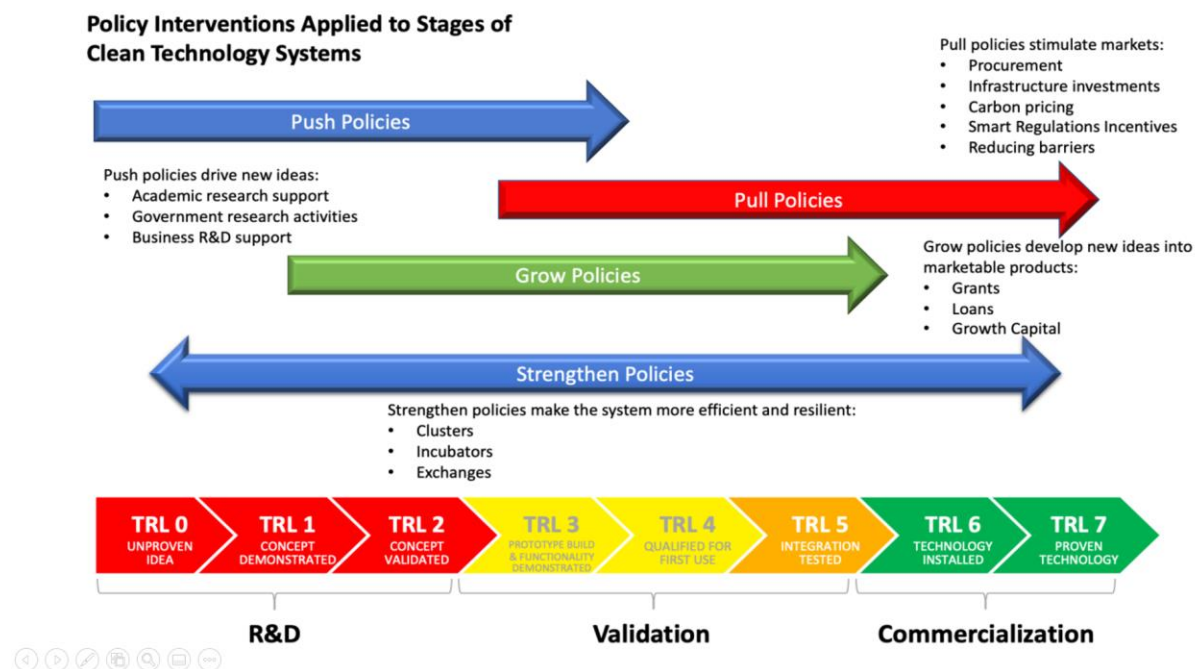 Policy Interventions Applied to Stages of
Clean Technology Systems
Pull policies stimulate markets:
• Procurement
• Infrastructure investments
• Carbon pricing
• Smart Regulations Incentives
• Reducing barriers
Push Policies
Push policies drive new ideas:
• Academic research support
• Government research activities
• Business R&D support
Pull Policies
Grow policies develop new ideas into
marketable products:
• Grants
• Loans
• Growth Capital
Grow Policies
Strengthen Policies
Strengthen policies make the system more efficient and resilient:
• Clusters
• Incubators
• Exchanges
TRL 0
UNPROVEN
IDEA
TRL 1
CONCEPT
DEMONSTRATED
TRL 2
CONCEPT
VALIDATED
TRL 3
PROTOTYPE BUILD
& FUNCTIONALITY
DEMONSTRATED
TRL 4
QUALIFIED FOR
FIRST USE
TRL 5
INTEGRATION
TESTED
TRL 6
TECHNOLOGY
INSTALLED
TRL 7
PROVEN
TECHNOLOGY
R&D
Validation
Commercialization